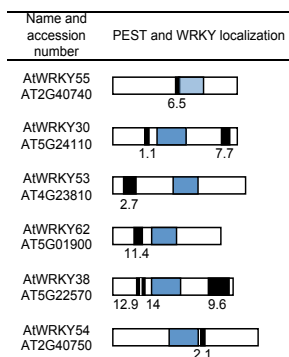 Name and
accession
number
PEST and WRKY localization
AtWRKY55
AT2G40740
6.5
AtWRKY30
AT5G24110
1.1 7.7
AtWRKY53
AT4G23810
2.7
AtWRKY62
AT5G01900
11.4
AtWRKY38
AT5G22570
12.9 14 9.6
AtWRKY54
AT2G40750
2.1